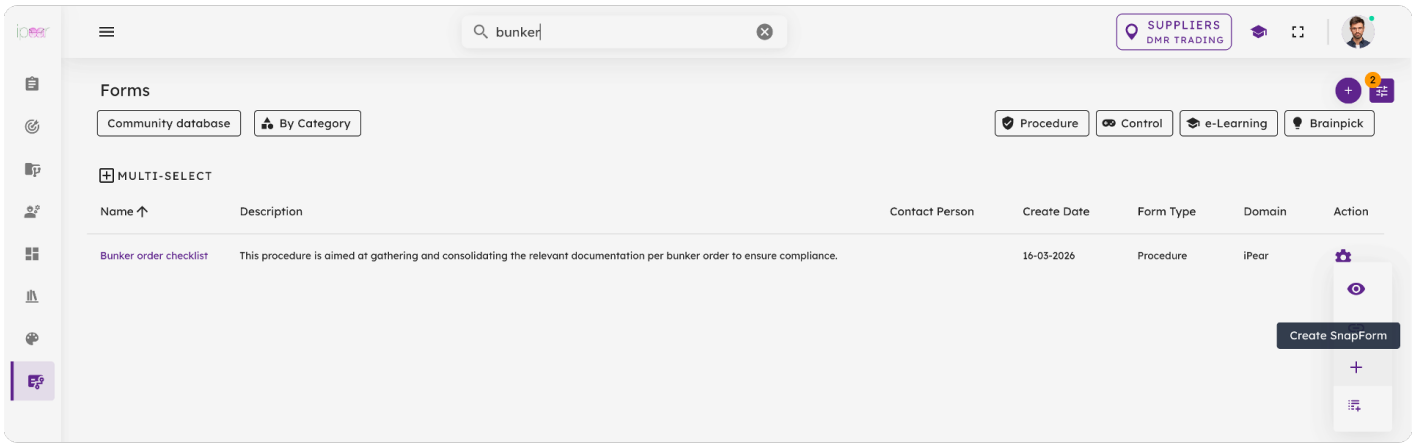 ipear
bunker
SUPPLIERS
DMR TRADING
Forms
2
Community database
By Category
Procedure
Control
e-Learning
Brainpick
MULTI-SELECT
Name Description Contact Person Create Date Form Type Domain Action
Bunker order checklist This procedure is aimed at gathering and consolidating the relevant documentation per bunker order to ensure compliance. 16-03-2026 Procedure iPear
Create SnapForm